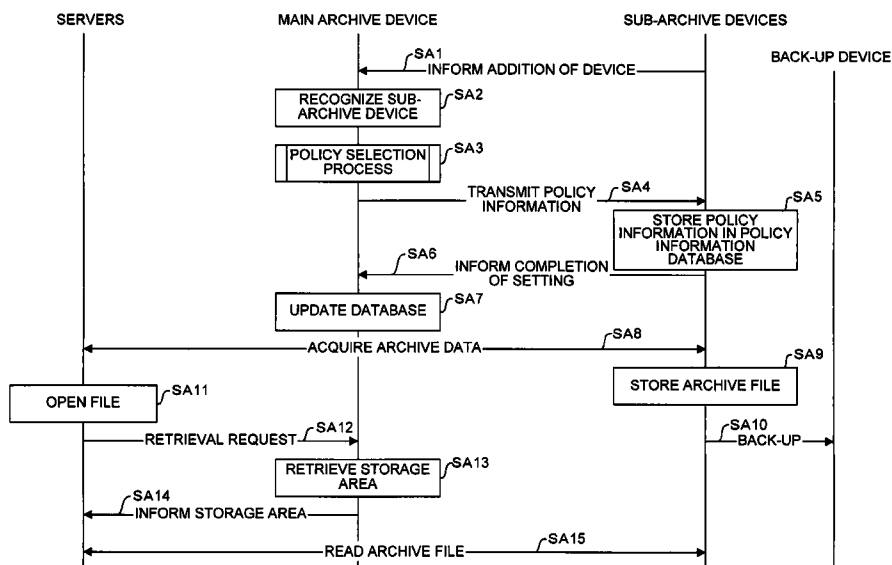 SERVERS
MAIN ARCHIVE DEVICE
SUB-ARCHIVE DEVICES
BACK-UP DEVICE
SA1
INFORM ADDITION OF DEVICE
RECOGNIZE SUB-
ARCHIVE DEVICE
SA2
POLICY SELECTION
PROCESS
SA3
TRANSMIT POLICY
INFORMATION
SA4
SA5
STORE POLICY
INFORMATION IN POLICY
INFORMATION
DATABASE
SA6
INFORM COMPLETION
OF SETTING
UPDATE DATABASE
SA7
ACQUIRE ARCHIVE DATA
SA8
SA9
STORE ARCHIVE FILE
OPEN FILE
SA11
SA10
BACK-UP
SA12
RETRIEVAL REQUEST
RETRIEVE STORAGE
AREA
SA13
SA14
INFORM STORAGE AREA
READ ARCHIVE FILE
SA15